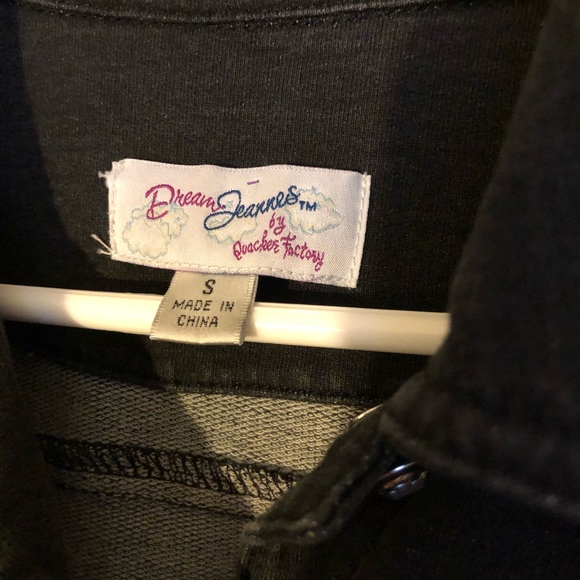 Dream Jeannes™
by
Quacker Factory
S
MADE IN
CHINA